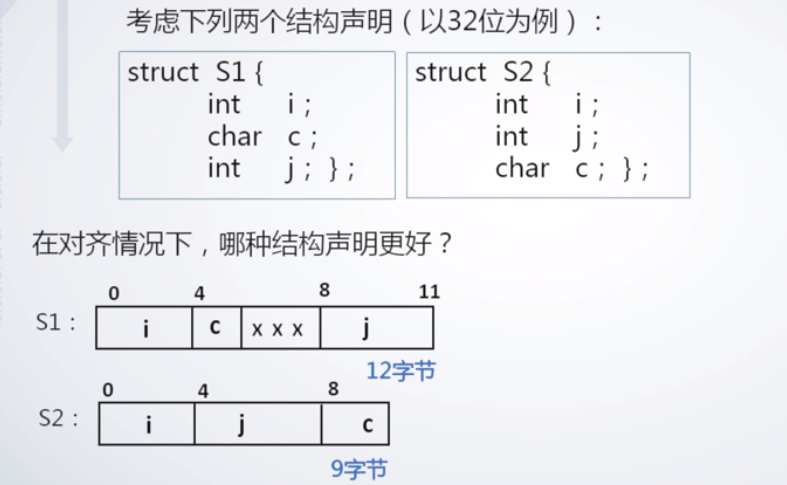 考虑下列两个结构声明（以32位为例）：
struct S1 {
int i ;
char c ;
int j ; } ;
struct S2 {
int i ;
int j ;
char c ; } ;
在对齐情况下，哪种结构声明更好？
0 4 8 11
S1： i c x x x j
12字节
0 4 8
S2： i j c
9字节